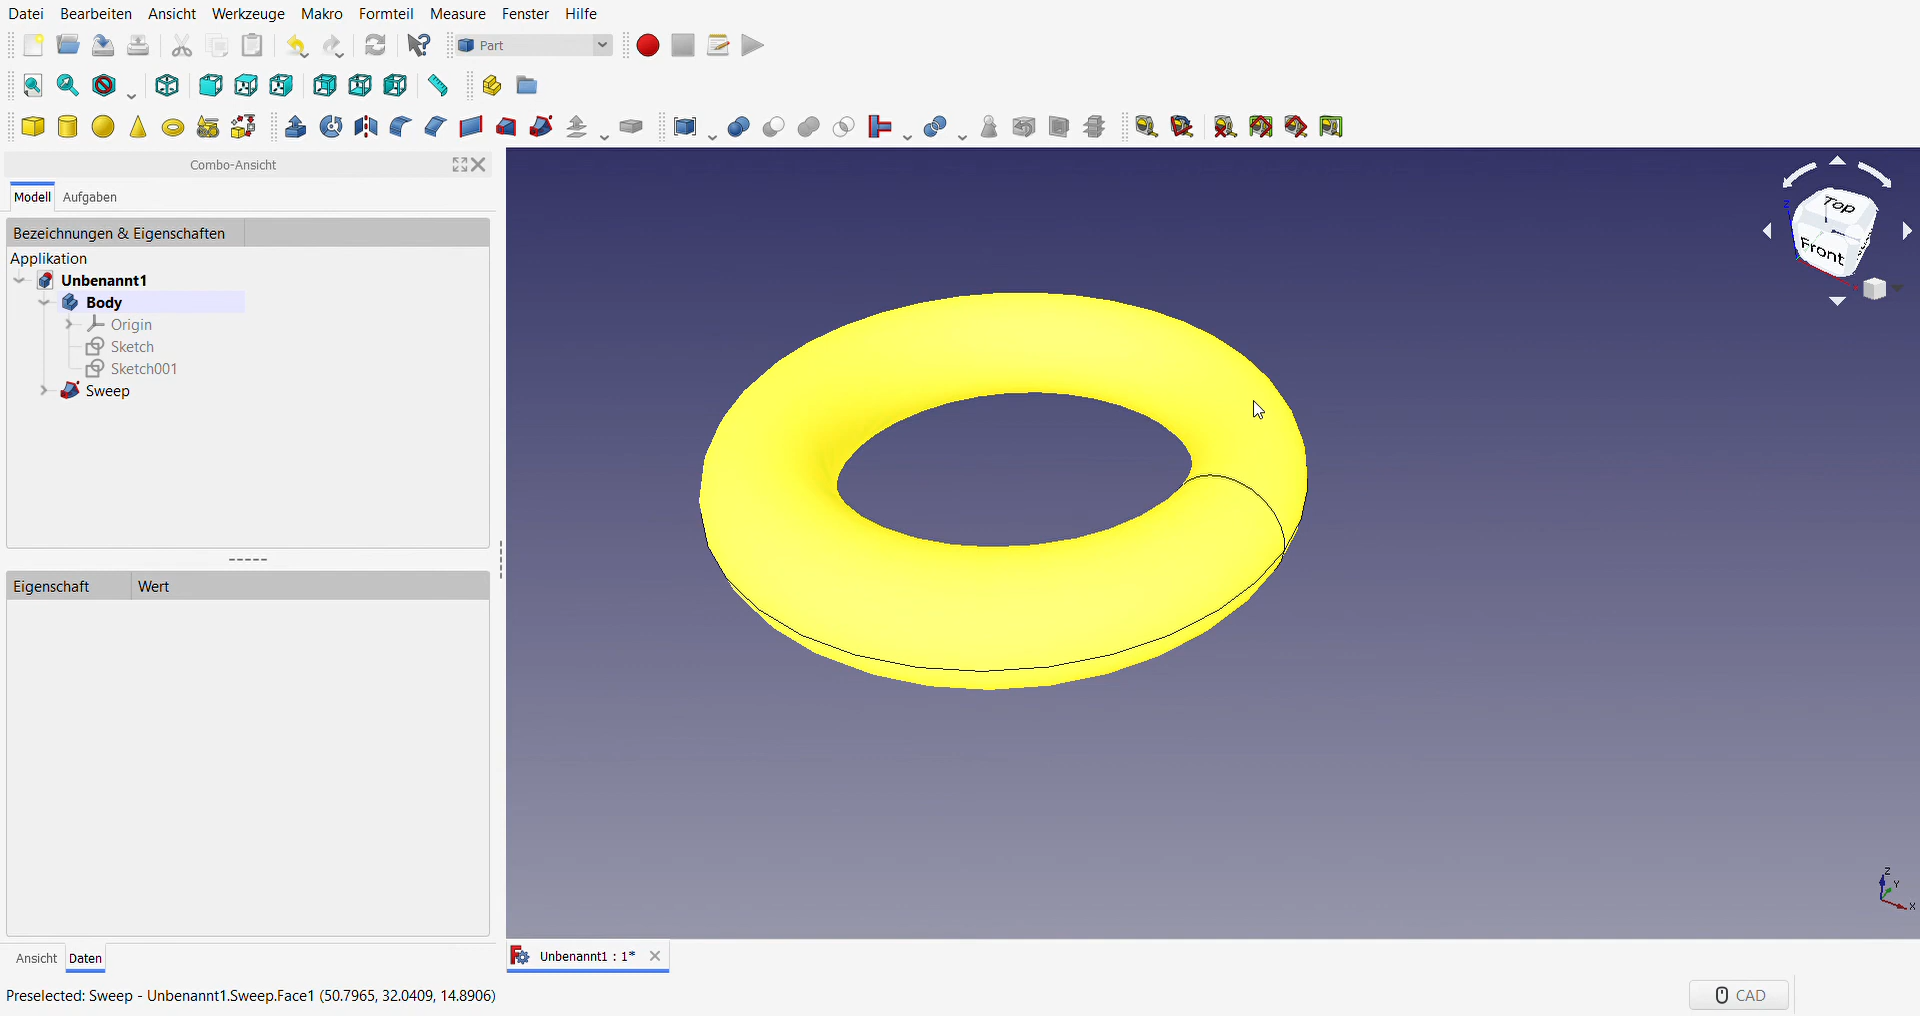 Datei Bearbeiten Ansicht Werkzeuge Makro Formteil Measure Fenster Hilfe
Part
Combo-Ansicht
Modell Aufgaben
Bezeichnungen & Eigenschaften
Applikation
Unbenannt1
Body
Origin
Sketch
Sketch001
Sweep
Eigenschaft Wert
Top
Front
Z
Z
Y
X
Ansicht Daten
Unbenannt1 : 1*
Preselected: Sweep - Unbenannt1.Sweep.Face1 (50.7965, 32.0409, 14.8906)
CAD